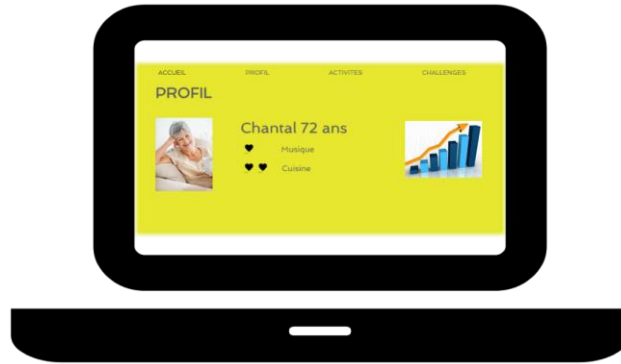 ACCUEIL PROFIL ACTIVITES CHALLENGES
PROFIL
Chantal 72 ans
Musique
Cuisine